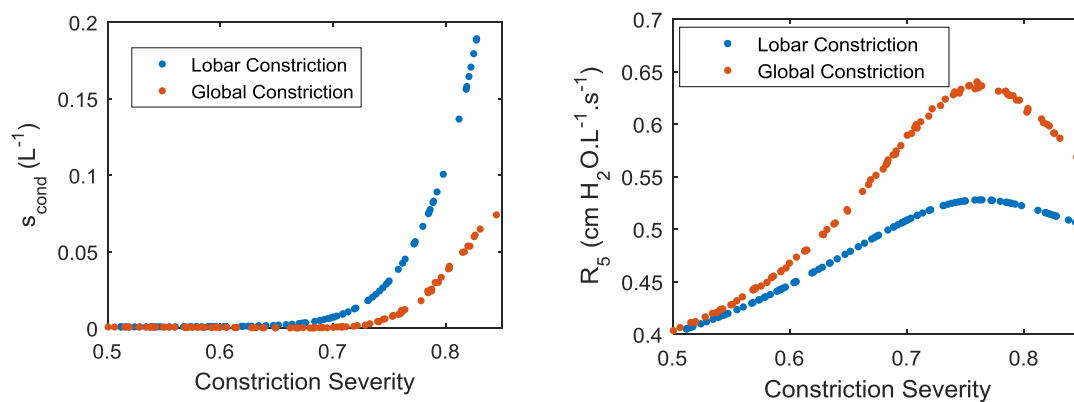 0.2
0.15
0.1
0.05
0
s_cond (L^-1)
Lobar Constriction
Global Constriction
0.5 0.6 0.7 0.8
Constriction Severity
0.65
0.6
0.55
0.5
0.45
0.4
R_5 (cm H_2O.L^-1.s^-1)
Lobar Constriction
Global Constriction
0.5 0.6 0.7 0.8
Constriction Severity